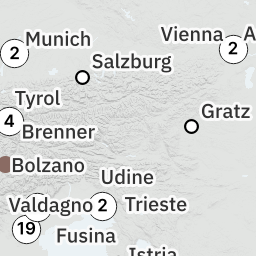 Vienna A
Munich
2
2
Salzburg
Tyrol
Gratz
4
Brenner
Bolzano
Udine
Valdagno
2
Trieste
19
Fusina
Istria